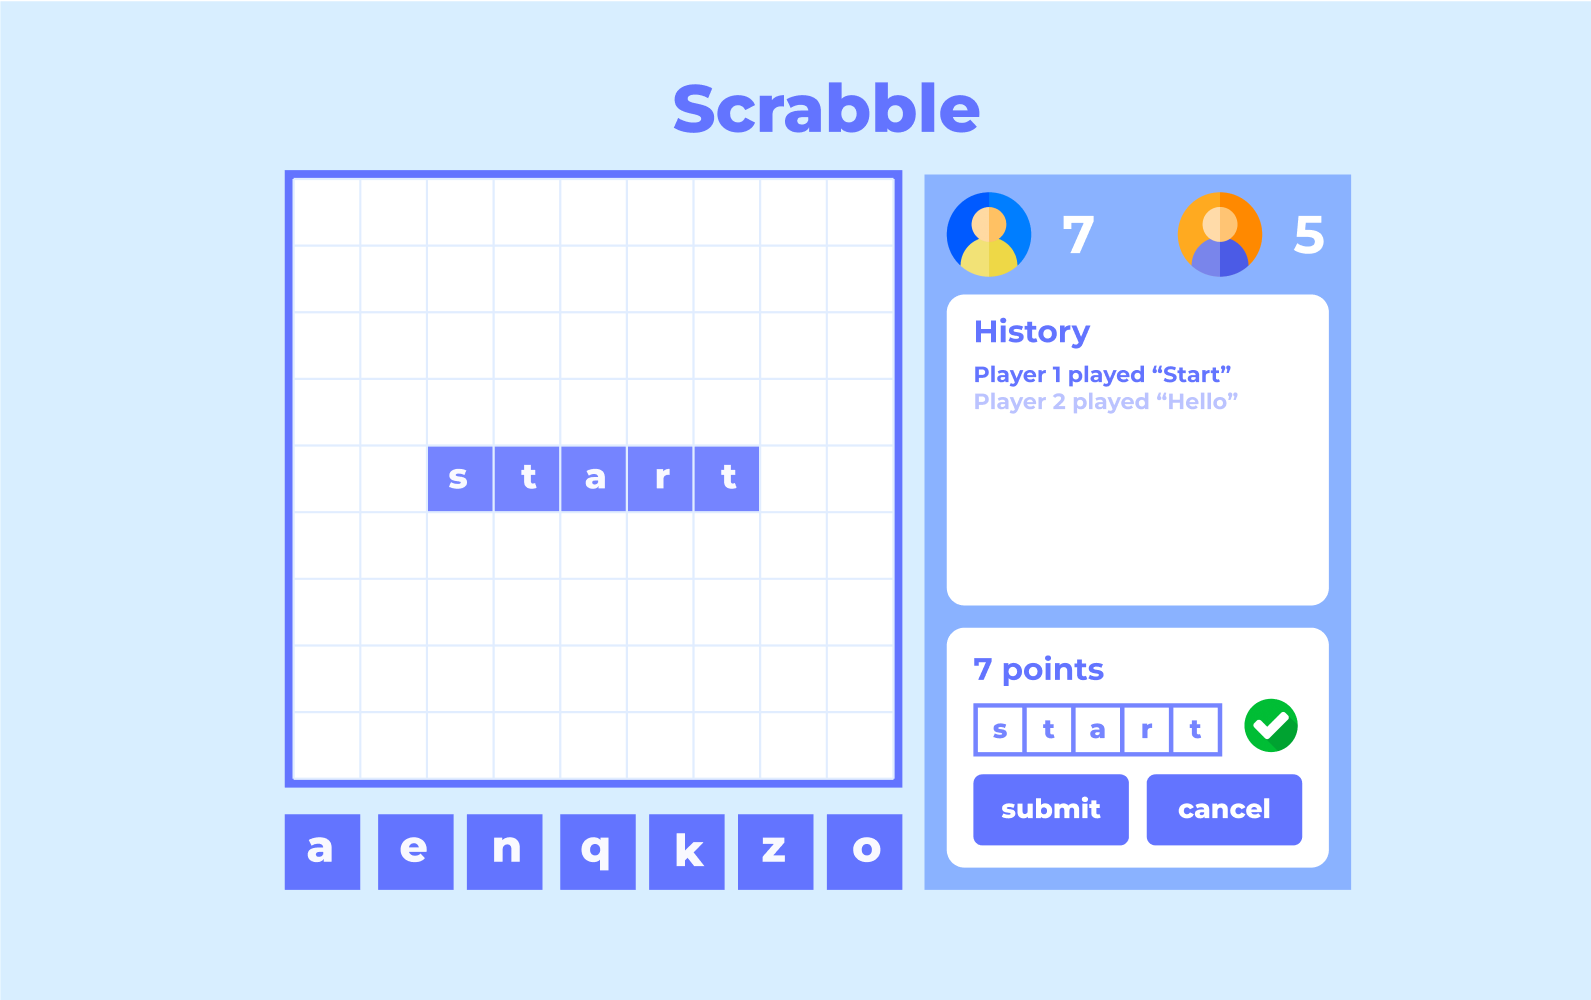 Scrabble
7 5
History
Player 1 played “Start”
Player 2 played “Hello”
s t a r t
7 points
s t a r t
submit cancel
a e n q k z o